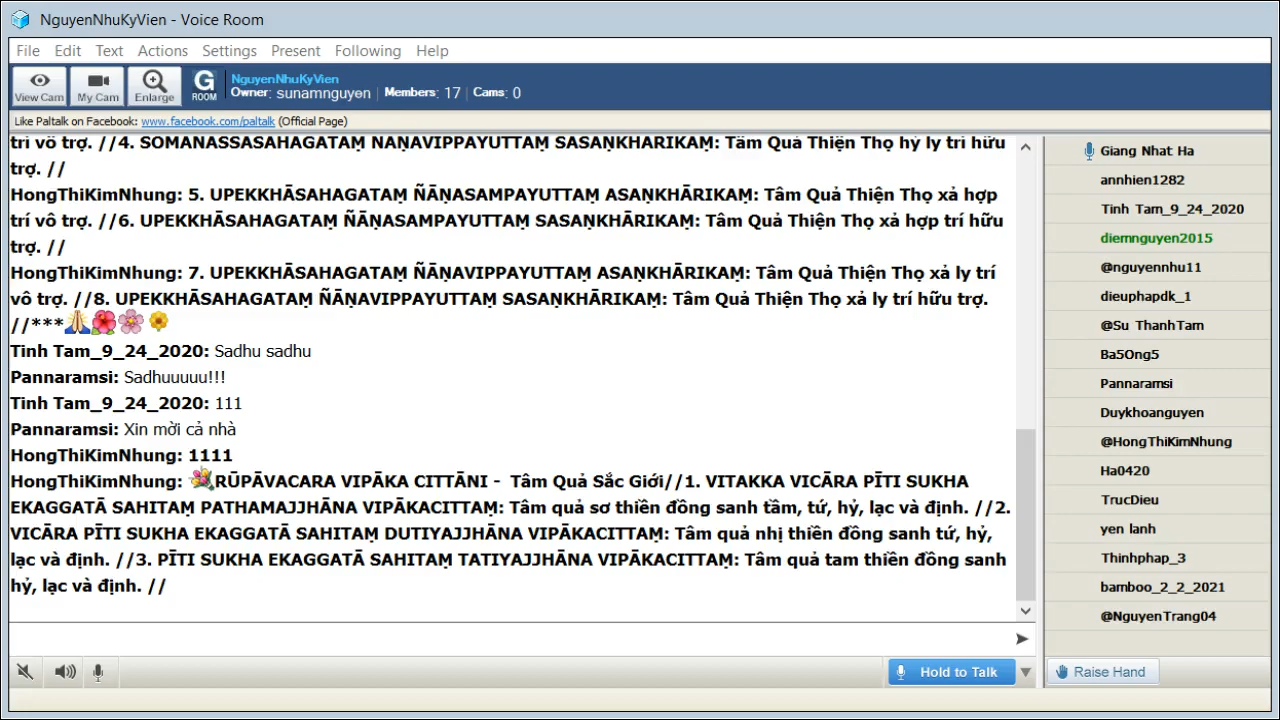 NguyenNhuKyVien - Voice Room
File Edit Text Actions Settings Present Following Help
View Cam My Cam Enlarge G ROOM
NguyenNhuKyVien
Owner: sunamnguyen Members: 17 Cams: 0
Like Paltalk on Facebook: www.facebook.com/paltalk (Official Page)
trí vô trợ. //4. SOMANASSASAHAGATAṂ ÑĀṆAVIPPAYUTTAṂ SASAṆKHĀRIKAṂ: Tâm Quả Thiện Thọ hỷ ly trí hữu
trợ. //
HongThiKimNhung: 5. UPEKKHĀSAHAGATAṂ ÑĀṆASAMPAYUTTAṂ ASAṆKHĀRIKAṂ: Tâm Quả Thiện Thọ xả hợp
trí vô trợ. //6. UPEKKHĀSAHAGATAṂ ÑĀṆASAMPAYUTTAṂ SASAṆKHĀRIKAṂ: Tâm Quả Thiện Thọ xả hợp trí hữu
trợ. //
HongThiKimNhung: 7. UPEKKHĀSAHAGATAṂ ÑĀṆAVIPPAYUTTAṂ ASAṆKHĀRIKAṂ: Tâm Quả Thiện Thọ xả ly trí
vô trợ. //8. UPEKKHĀSAHAGATAṂ ÑĀṆAVIPPAYUTTAṂ SASAṆKHĀRIKAṂ: Tâm Quả Thiện Thọ xả ly trí hữu trợ.
//***🙏🌺🌸🌼
Tinh Tam_9_24_2020: Sadhu sadhu
Pannaramsi: Sadhuuuuu!!!
Tinh Tam_9_24_2020: 111
Pannaramsi: Xin mời cả nhà
HongThiKimNhung: 1111
HongThiKimNhung: 💐RŪPĀVACARA VIPĀKA CITTĀNI - Tâm Quả Sắc Giới//1. VITAKKA VICĀRA PĪTI SUKHA
EKAGGATĀ SAHITAṂ PATHAMAJJHĀNA VIPĀKACITTAṂ: Tâm quả sơ thiền đồng sanh tầm, tứ, hỷ, lạc và định. //2.
VICĀRA PĪTI SUKHA EKAGGATĀ SAHITAṂ DUTIYAJJHĀNA VIPĀKACITTAṂ: Tâm quả nhị thiền đồng sanh tứ, hỷ,
lạc và định. //3. PĪTI SUKHA EKAGGATĀ SAHITAṂ TATIYAJJHĀNA VIPĀKACITTAṂ: Tâm quả tam thiền đồng sanh
hỷ, lạc và định. //
Giang Nhat Ha
annhien1282
Tinh Tam_9_24_2020
diemnguyen2015
@nguyennhu11
dieuphapdk_1
@Su ThanhTam
Ba5Ong5
Pannaramsi
Duykhoanguyen
@HongThiKimNhung
Ha0420
TrucDieu
yen lanh
Thinhphap_3
bamboo_2_2_2021
@NguyenTrang04
Hold to Talk
Raise Hand